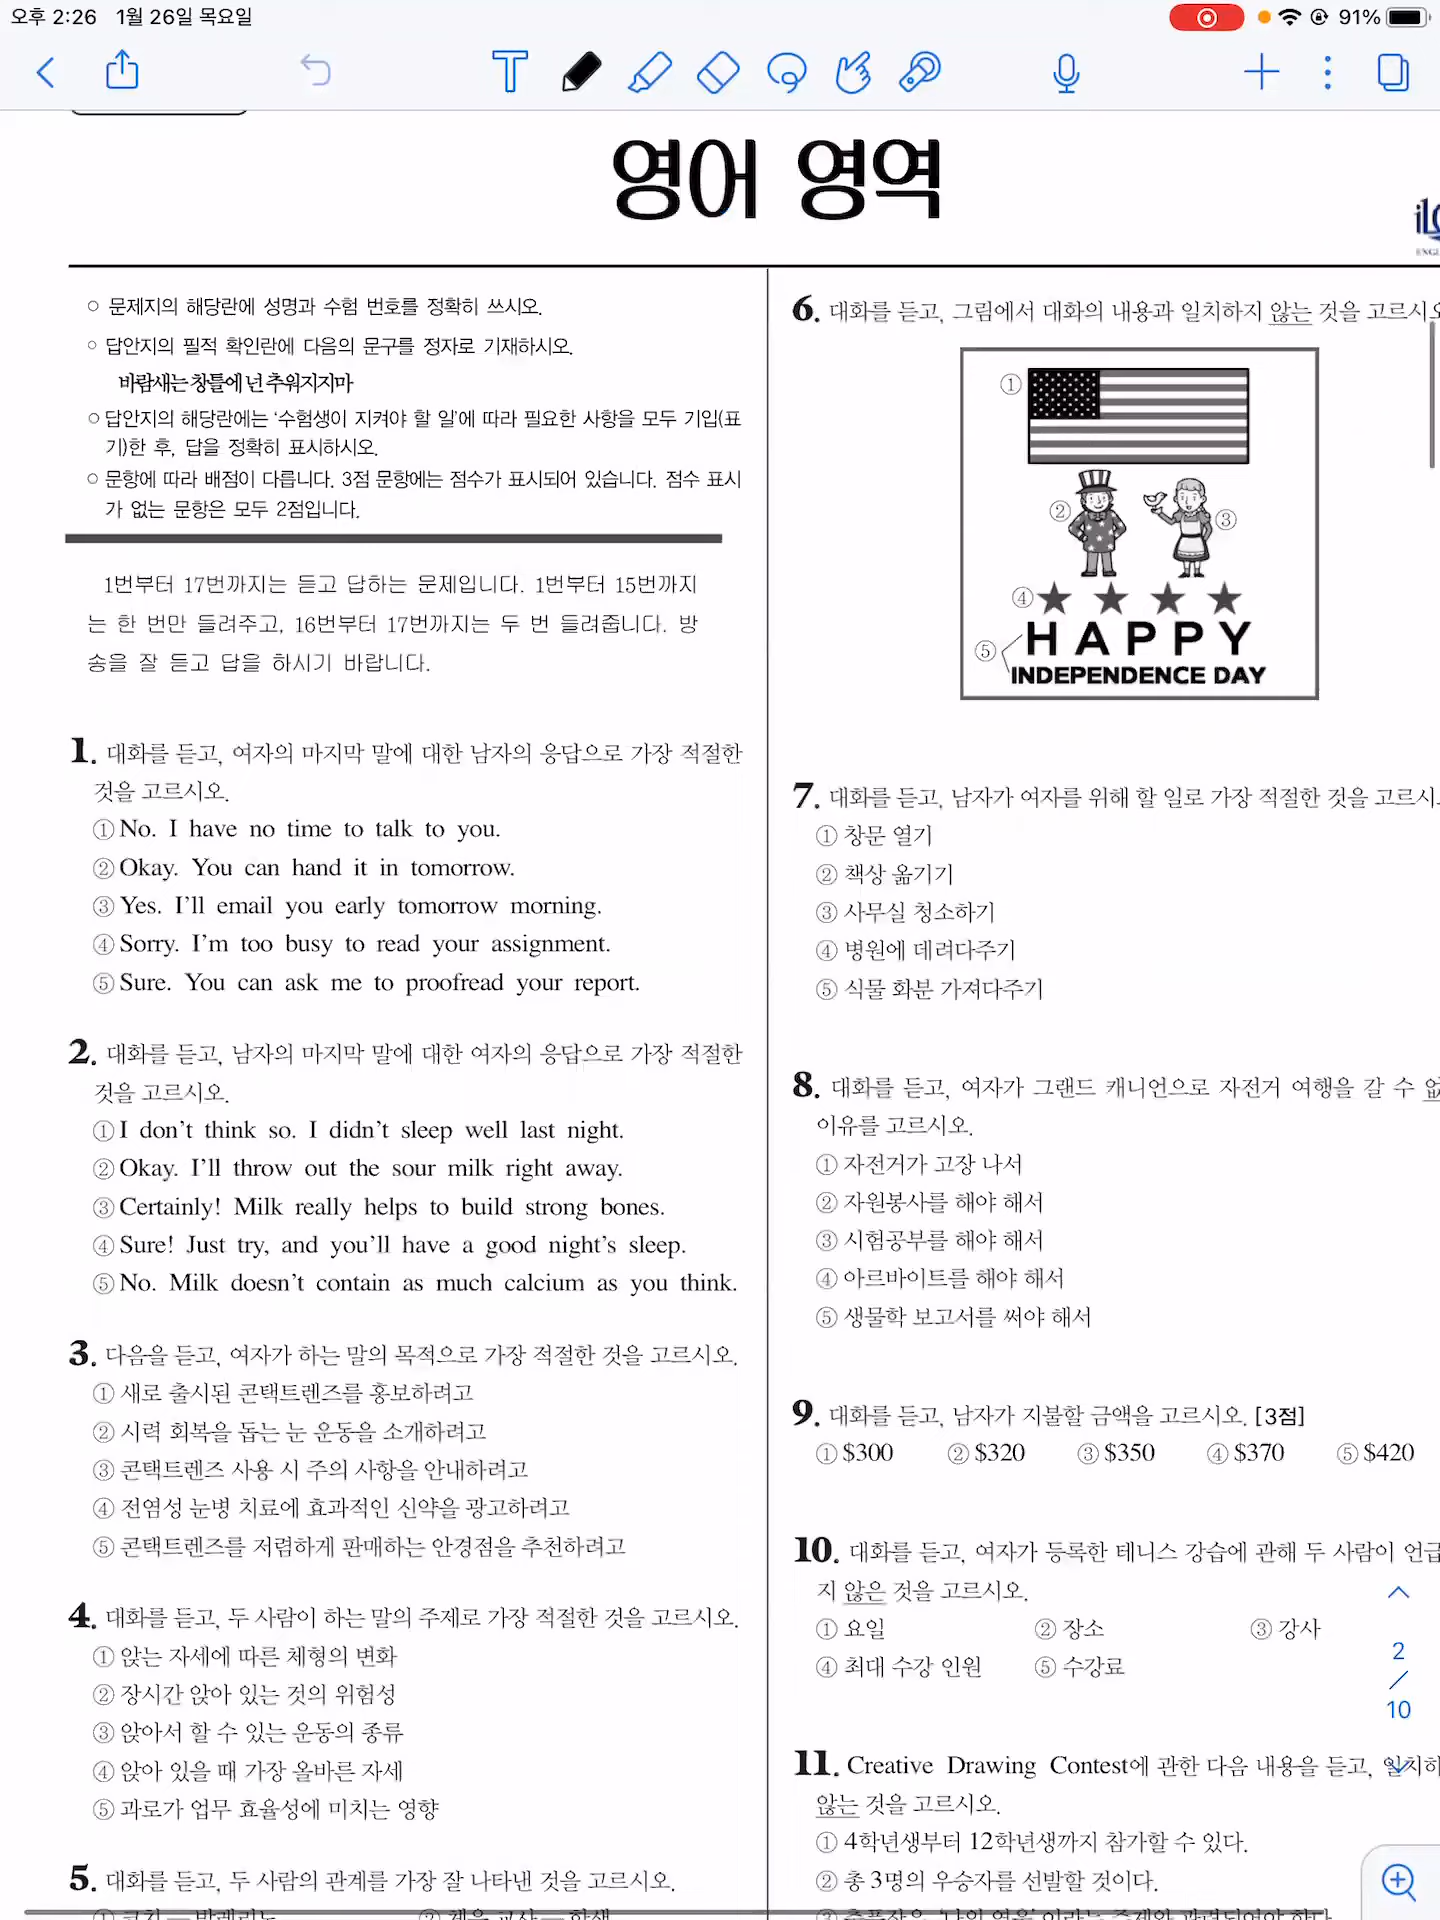 오후 2:26 1월 26일 목요일
91%
영어 영역
○ 문제지의 해당란에 성명과 수험 번호를 정확히 쓰시오.
○ 답안지의 필적 확인란에 다음의 문구를 정자로 기재하시오.
바람새는 창틀에 넌 추워지지마
○ 답안지의 해당란에는 '수험생이 지켜야 할 일'에 따라 필요한 사항을 모두 기입(표
기)한 후, 답을 정확히 표시하시오.
○ 문항에 따라 배점이 다릅니다. 3점 문항에는 점수가 표시되어 있습니다. 점수 표시
가 없는 문항은 모두 2점입니다.
1번부터 17번까지는 듣고 답하는 문제입니다. 1번부터 15번까지
는 한 번만 들려주고, 16번부터 17번까지는 두 번 들려줍니다. 방
송을 잘 듣고 답을 하시기 바랍니다.
1. 대화를 듣고, 여자의 마지막 말에 대한 남자의 응답으로 가장 적절한
것을 고르시오.
① No. I have no time to talk to you.
② Okay. You can hand it in tomorrow.
③ Yes. I'll email you early tomorrow morning.
④ Sorry. I'm too busy to read your assignment.
⑤ Sure. You can ask me to proofread your report.
2. 대화를 듣고, 남자의 마지막 말에 대한 여자의 응답으로 가장 적절한
것을 고르시오.
① I don't think so. I didn't sleep well last night.
② Okay. I'll throw out the sour milk right away.
③ Certainly! Milk really helps to build strong bones.
④ Sure! Just try, and you'll have a good night's sleep.
⑤ No. Milk doesn't contain as much calcium as you think.
3. 다음을 듣고, 여자가 하는 말의 목적으로 가장 적절한 것을 고르시오.
① 새로 출시된 콘택트렌즈를 홍보하려고
② 시력 회복을 돕는 눈 운동을 소개하려고
③ 콘택트렌즈 사용 시 주의 사항을 안내하려고
④ 전염성 눈병 치료에 효과적인 신약을 광고하려고
⑤ 콘택트렌즈를 저렴하게 판매하는 안경점을 추천하려고
4. 대화를 듣고, 두 사람이 하는 말의 주제로 가장 적절한 것을 고르시오.
① 앉는 자세에 따른 체형의 변화
② 장시간 앉아 있는 것의 위험성
③ 앉아서 할 수 있는 운동의 종류
④ 앉아 있을 때 가장 올바른 자세
⑤ 과로가 업무 효율성에 미치는 영향
5. 대화를 듣고, 두 사람의 관계를 가장 잘 나타낸 것을 고르시오.
6. 대화를 듣고, 그림에서 대화의 내용과 일치하지 않는 것을 고르시오
①
② ③
④
⑤ HAPPY
INDEPENDENCE DAY
7. 대화를 듣고, 남자가 여자를 위해 할 일로 가장 적절한 것을 고르시
① 창문 열기
② 책상 옮기기
③ 사무실 청소하기
④ 병원에 데려다주기
⑤ 식물 화분 가져다주기
8. 대화를 듣고, 여자가 그랜드 캐니언으로 자전거 여행을 갈 수 없
이유를 고르시오.
① 자전거가 고장 나서
② 자원봉사를 해야 해서
③ 시험공부를 해야 해서
④ 아르바이트를 해야 해서
⑤ 생물학 보고서를 써야 해서
9. 대화를 듣고, 남자가 지불할 금액을 고르시오. [3점]
① $300 ② $320 ③ $350 ④ $370 ⑤ $420
10. 대화를 듣고, 여자가 등록한 테니스 강습에 관해 두 사람이 언급
지 않은 것을 고르시오.
① 요일 ② 장소 ③ 강사
④ 최대 수강 인원 ⑤ 수강료
2
/
10
11. Creative Drawing Contest에 관한 다음 내용을 듣고, 일치하
않는 것을 고르시오.
① 4학년생부터 12학년생까지 참가할 수 있다.
② 총 3명의 우승자를 선발할 것이다.